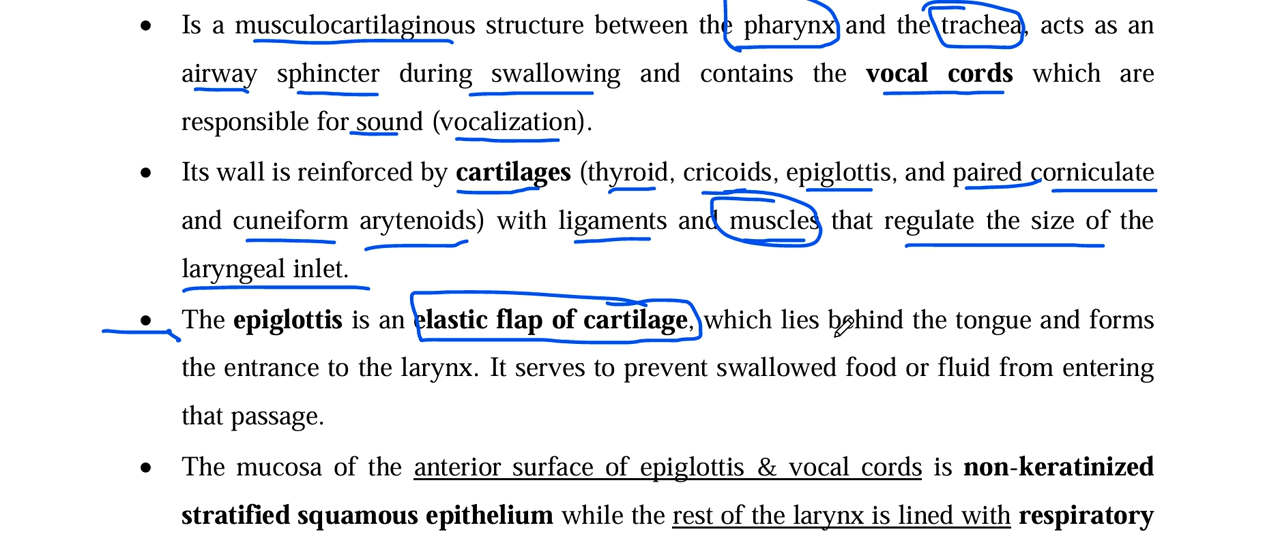 • Is a musculocartilaginous structure between the pharynx and the trachea, acts as an
airway sphincter during swallowing and contains the vocal cords which are
responsible for sound (vocalization).
• Its wall is reinforced by cartilages (thyroid, cricoids, epiglottis, and paired corniculate
and cuneiform arytenoids) with ligaments and muscles that regulate the size of the
laryngeal inlet.
• The epiglottis is an elastic flap of cartilage, which lies behind the tongue and forms
the entrance to the larynx. It serves to prevent swallowed food or fluid from entering
that passage.
• The mucosa of the anterior surface of epiglottis & vocal cords is non-keratinized
stratified squamous epithelium while the rest of the larynx is lined with respiratory